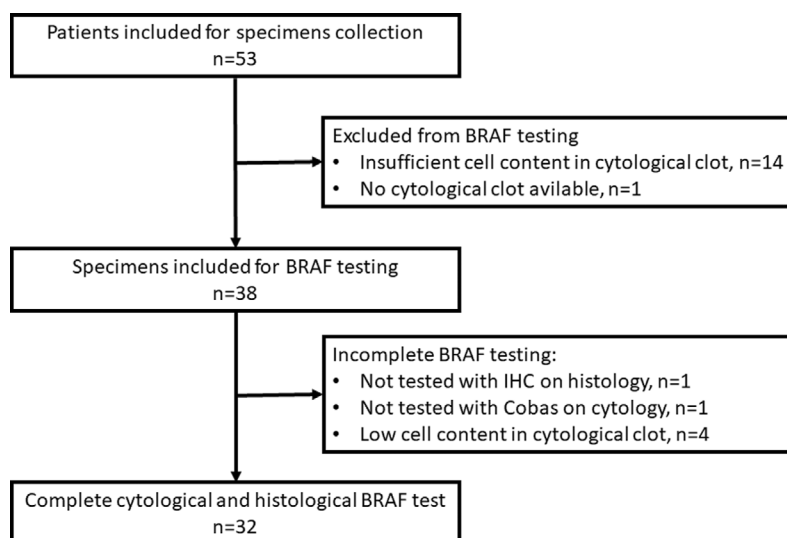 Patients included for specimens collection
n=53
Excluded from BRAF testing
• Insufficient cell content in cytological clot, n=14
• No cytological clot avilable, n=1
Specimens included for BRAF testing
n=38
Incomplete BRAF testing:
• Not tested with IHC on histology, n=1
• Not tested with Cobas on cytology, n=1
• Low cell content in cytological clot, n=4
Complete cytological and histological BRAF test
n=32